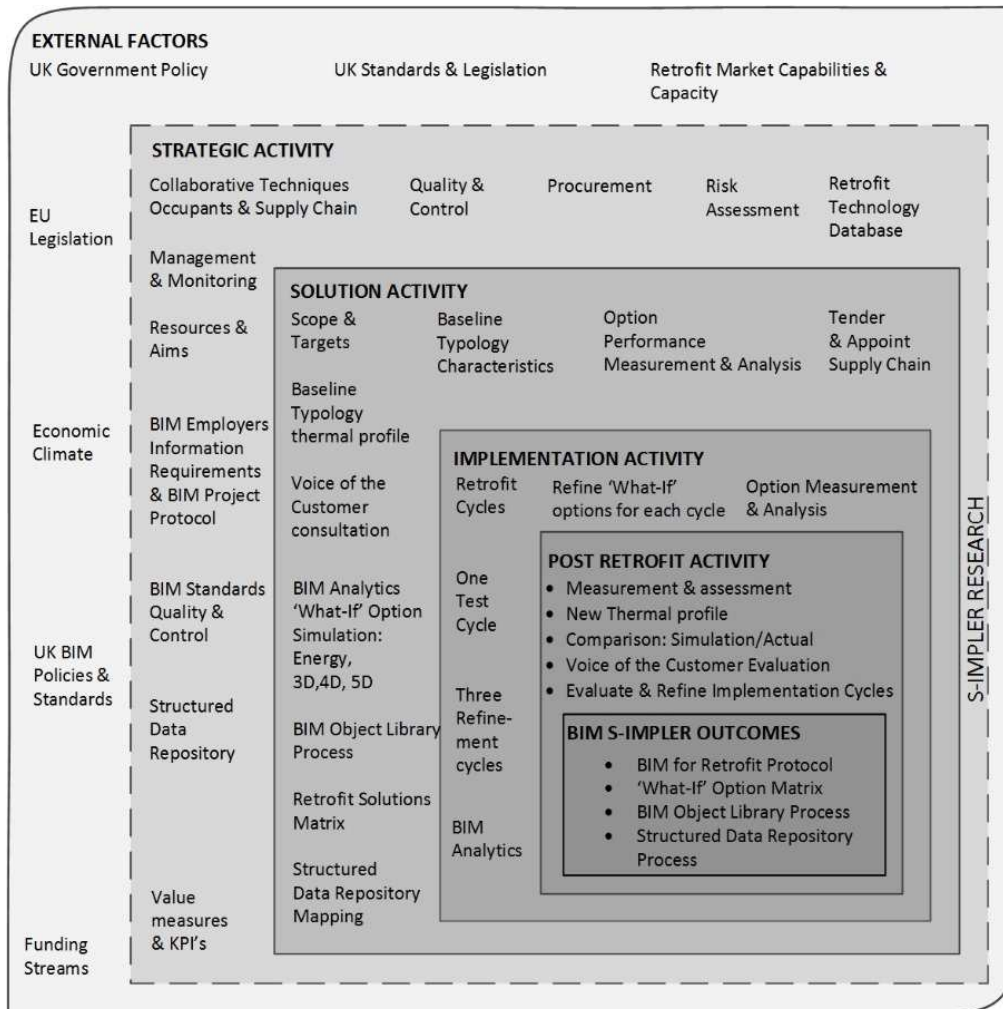 EXTERNAL FACTORS
UK Government Policy
UK Standards & Legislation
Retrofit Market Capabilities &
Capacity
EU
Legislation
Economic
Climate
UK BIM
Policies &
Standards
Funding
Streams
STRATEGIC ACTIVITY
Collaborative Techniques
Occupants & Supply Chain
Quality &
Control
Procurement
Risk
Assessment
Retrofit
Technology
Database
Management
& Monitoring
Resources &
Aims
BIM Employers
Information
Requirements
& BIM Project
Protocol
BIM Standards
Quality &
Control
Structured
Data
Repository
Value
measures
& KPI's
SOLUTION ACTIVITY
Scope &
Targets
Baseline
Typology
Characteristics
Option
Performance
Measurement & Analysis
Tender
& Appoint
Supply Chain
Baseline
Typology
thermal profile
Voice of the
Customer
consultation
BIM Analytics
‘What-If’ Option
Simulation:
Energy,
3D,4D, 5D
BIM Object Library
Process
Retrofit Solutions
Matrix
Structured
Data Repository
Mapping
IMPLEMENTATION ACTIVITY
Retrofit
Cycles
Refine ‘What-If’
options for each cycle
Option Measurement
& Analysis
One
Test
Cycle
Three
Refine-
ment
cycles
BIM
Analytics
POST RETROFIT ACTIVITY
• Measurement & assessment
• New Thermal profile
• Comparison: Simulation/Actual
• Voice of the Customer Evaluation
• Evaluate & Refine Implementation Cycles
BIM S-IMPLER OUTCOMES
• BIM for Retrofit Protocol
• ‘What-If’ Option Matrix
• BIM Object Library Process
• Structured Data Repository
Process
S-IMPLER RESEARCH